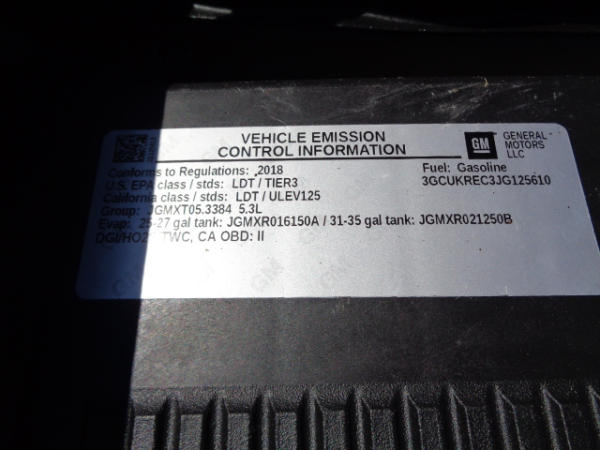 VEHICLE EMISSION
CONTROL INFORMATION
GM
GENERAL
MOTORS
LLC
Conforms to Regulations: 2018
Fuel: Gasoline
U.S. EPA class / stds: LDT / TIER3
3GCUKREC3JG125610
California class / stds: LDT / ULEV125
Group: JGMXT05.3384 5.3L
Evap: 25-27 gal tank: JGMXR016150A / 31-35 gal tank: JGMXR021250B
TWC, CA OBD: II